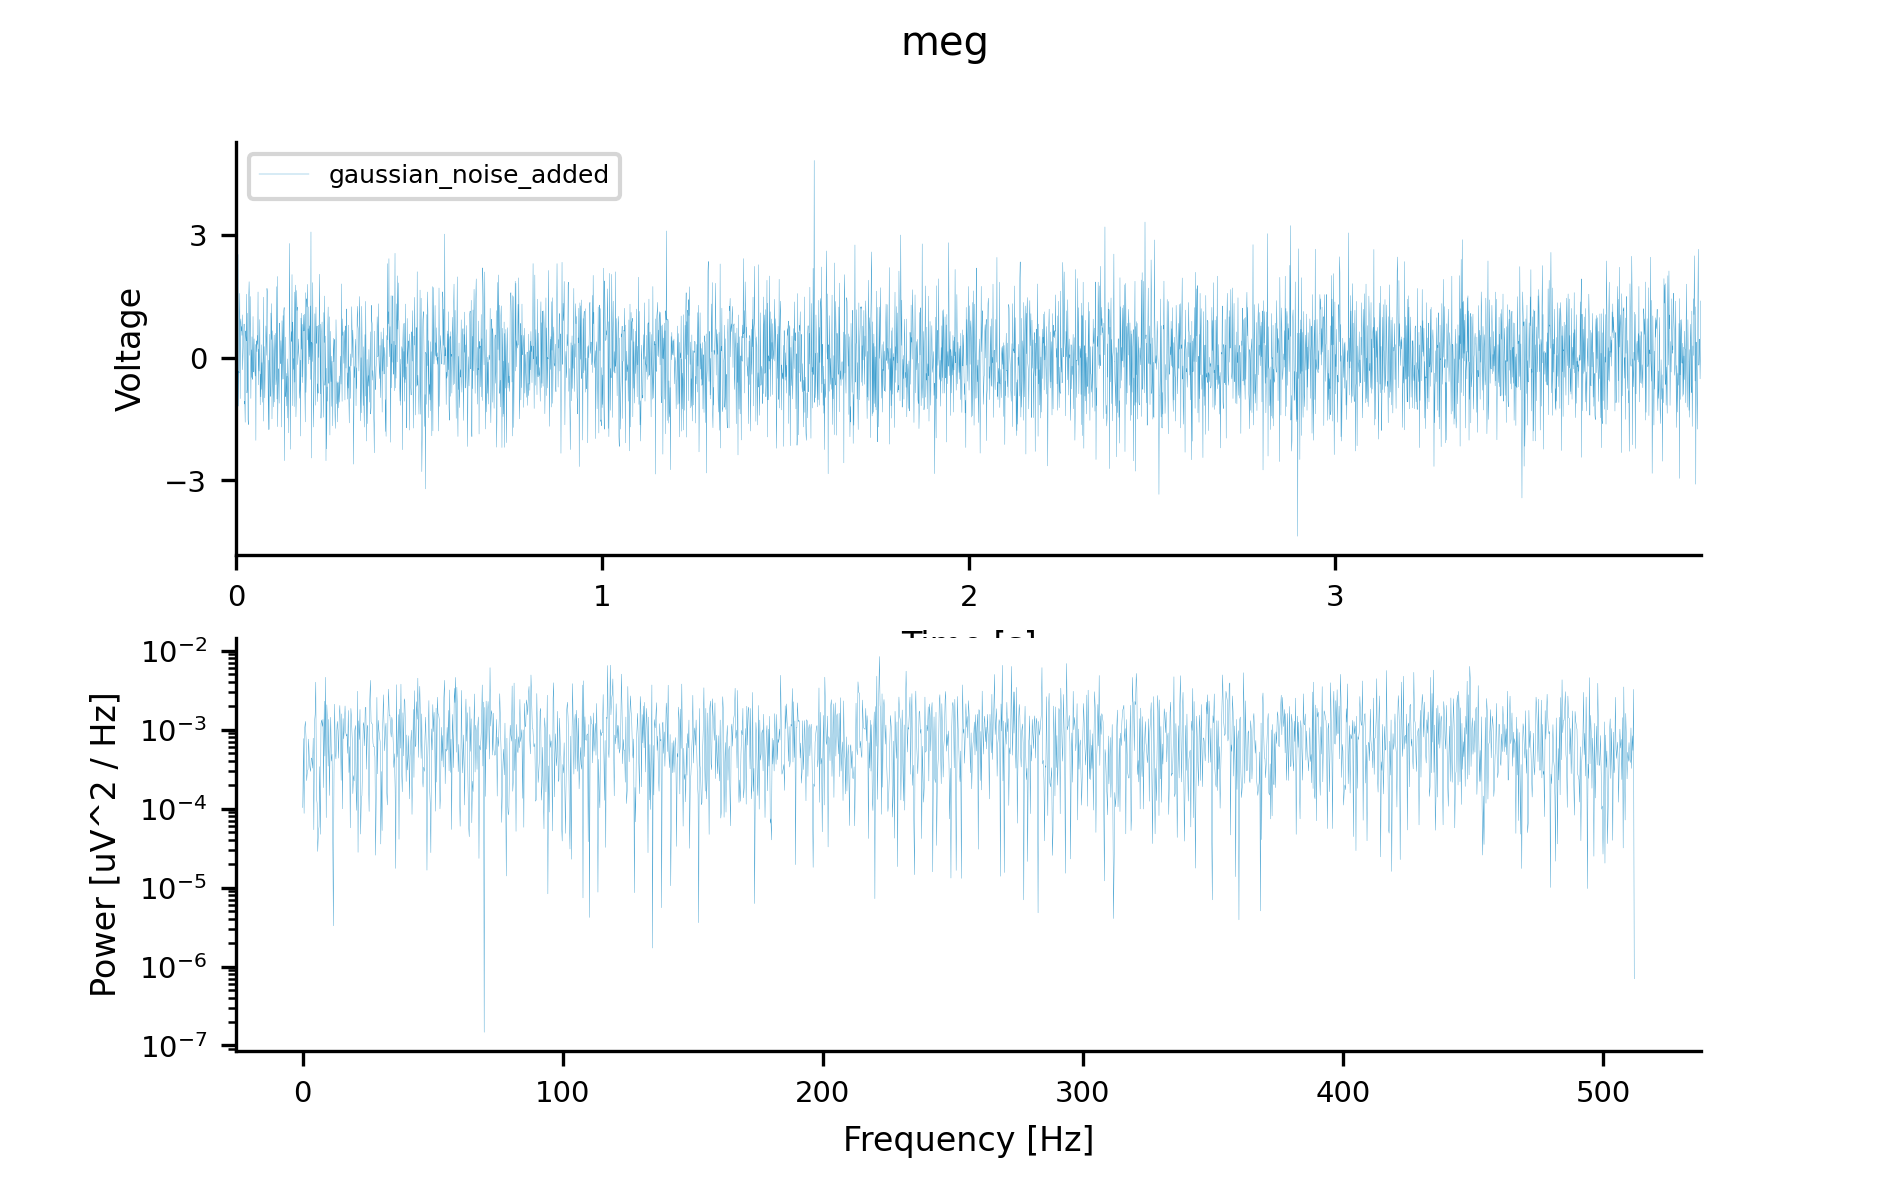 meg
gaussian_noise_added
Voltage
3
0
−3
0 1 2 3
Time [s]
Power [uV^2 / Hz]
10⁻²
10⁻³
10⁻⁴
10⁻⁵
10⁻⁶
10⁻⁷
0 100 200 300 400 500
Frequency [Hz]